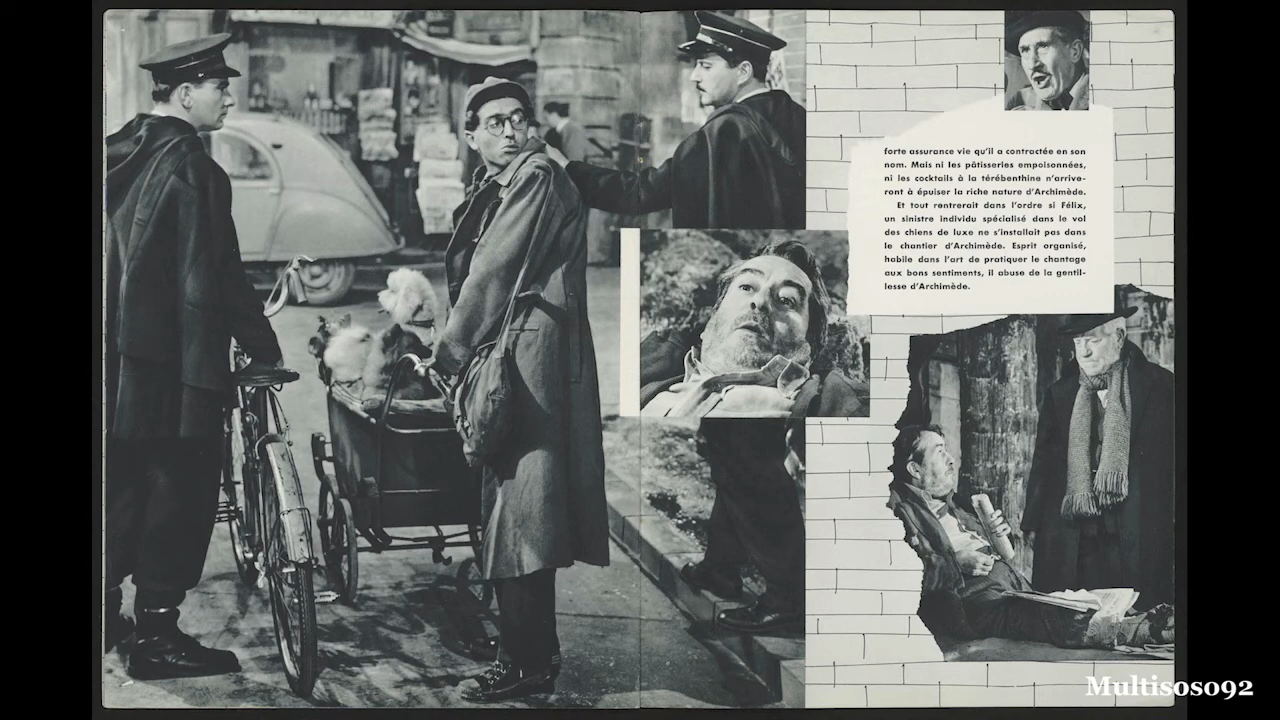 forte assurance vie qu'il a contractée en son
nom. Mais ni les pâtisseries empoisonnées,
ni les cocktails à la térébenthine n'arrive-
ront à épuiser la riche nature d'Archimède.
Et tout rentrerait dans l'ordre si Félix,
un sinistre individu spécialisé dans le vol
des chiens de luxe ne s'installait pas dans
le chantier d'Archimède. Esprit organisé,
habile dans l'art de pratiquer le chantage
aux bons sentiments, il abuse de la gentil-
lesse d'Archimède.
Multisoso92